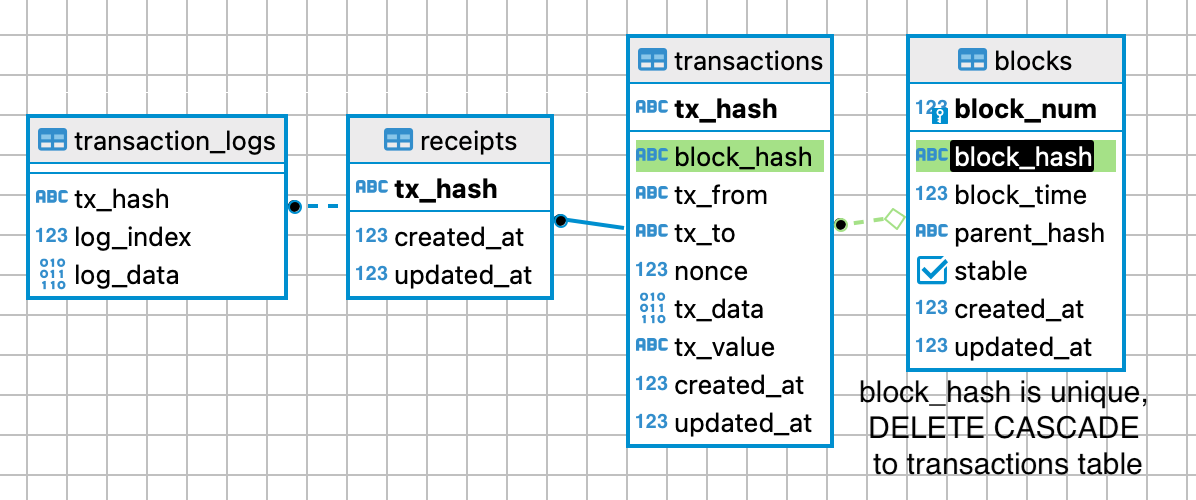 transaction_logs
ABC tx_hash
123 log_index
010 011 110 log_data
receipts
ABC tx_hash
123 created_at
123 updated_at
transactions
ABC tx_hash
ABC block_hash
ABC tx_from
ABC tx_to
123 nonce
010 011 110 tx_data
ABC tx_value
123 created_at
123 updated_at
blocks
123 block_num
ABC block_hash
123 block_time
ABC parent_hash
stable
123 created_at
123 updated_at
block_hash is unique,
DELETE CASCADE
to transactions table